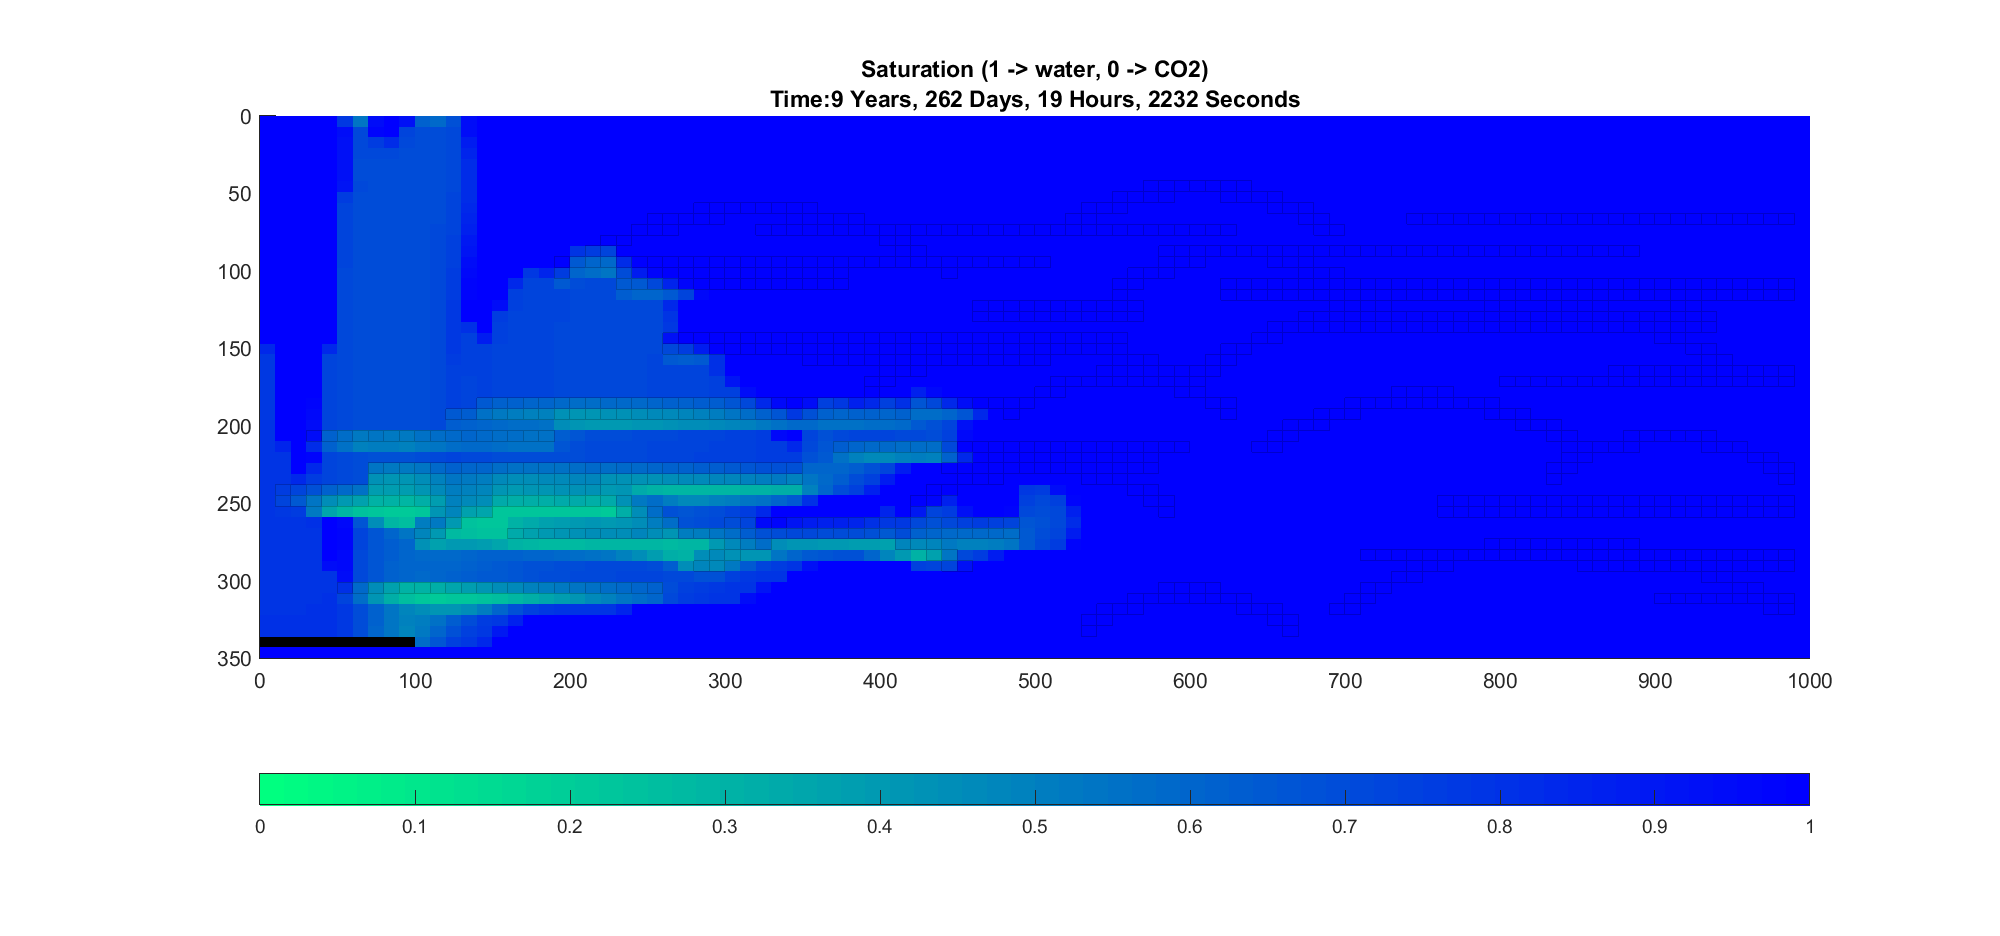 Saturation (1 -> water, 0 -> CO2)
Time:9 Years, 262 Days, 19 Hours, 2232 Seconds
0
50
100
150
200
250
300
350
0 100 200 300 400 500 600 700 800 900 1000
0 0.1 0.2 0.3 0.4 0.5 0.6 0.7 0.8 0.9 1